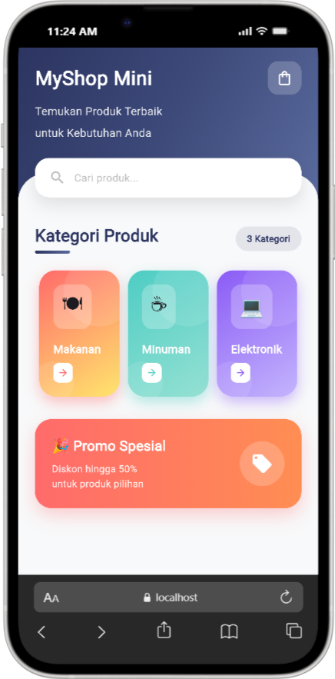 11:24 AM
MyShop Mini
Temukan Produk Terbaik
untuk Kebutuhan Anda
Cari produk...
Kategori Produk
3 Kategori
Makanan
Minuman
Elektronik
🎉 Promo Spesial
Diskon hingga 50%
untuk produk pilihan
AA
localhost